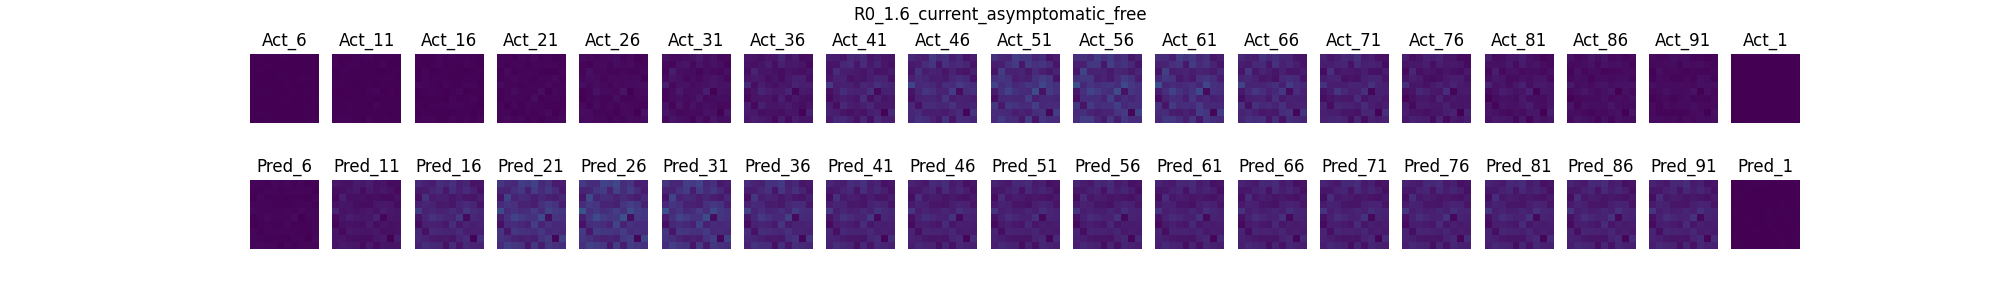 R0_1.6_current_asymptomatic_free
Act_6 Act_11 Act_16 Act_21 Act_26 Act_31 Act_36 Act_41 Act_46 Act_51 Act_56 Act_61 Act_66 Act_71 Act_76 Act_81 Act_86 Act_91 Act_1
Pred_6 Pred_11 Pred_16 Pred_21 Pred_26 Pred_31 Pred_36 Pred_41 Pred_46 Pred_51 Pred_56 Pred_61 Pred_66 Pred_71 Pred_76 Pred_81 Pred_86 Pred_91 Pred_1